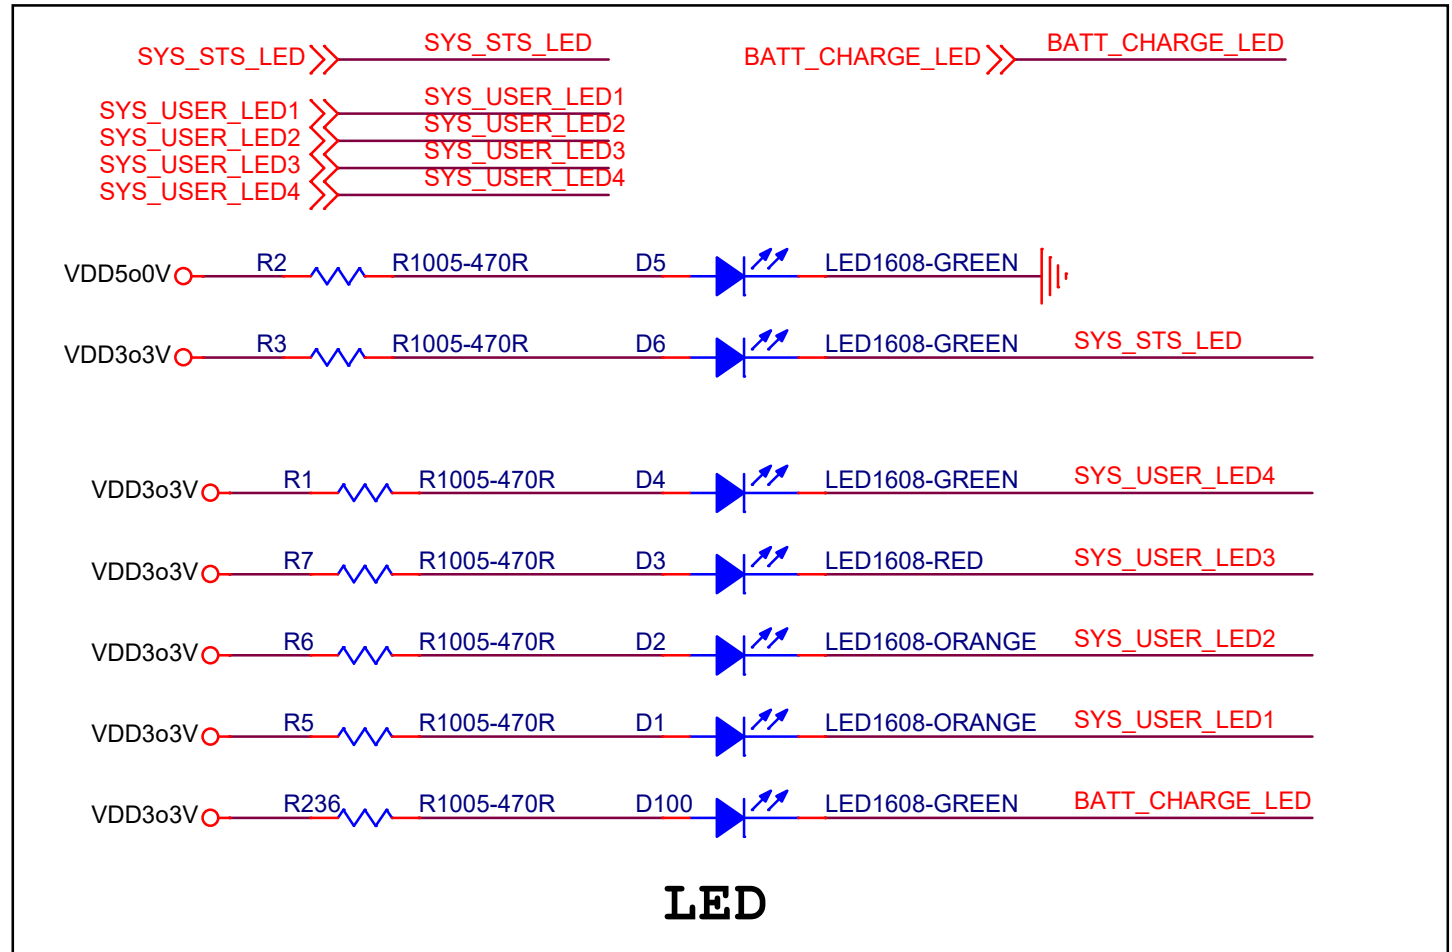 SYS_STS_LED SYS_STS_LED BATT_CHARGE_LED BATT_CHARGE_LED
SYS_USER_LED1 SYS_USER_LED1
SYS_USER_LED2 SYS_USER_LED2
SYS_USER_LED3 SYS_USER_LED3
SYS_USER_LED4 SYS_USER_LED4
VDD5o0V R2 R1005-470R D5 LED1608-GREEN
VDD3o3V R3 R1005-470R D6 LED1608-GREEN SYS_STS_LED
VDD3o3V R1 R1005-470R D4 LED1608-GREEN SYS_USER_LED4
VDD3o3V R7 R1005-470R D3 LED1608-RED SYS_USER_LED3
VDD3o3V R6 R1005-470R D2 LED1608-ORANGE SYS_USER_LED2
VDD3o3V R5 R1005-470R D1 LED1608-ORANGE SYS_USER_LED1
VDD3o3V R236 R1005-470R D100 LED1608-GREEN BATT_CHARGE_LED
LED